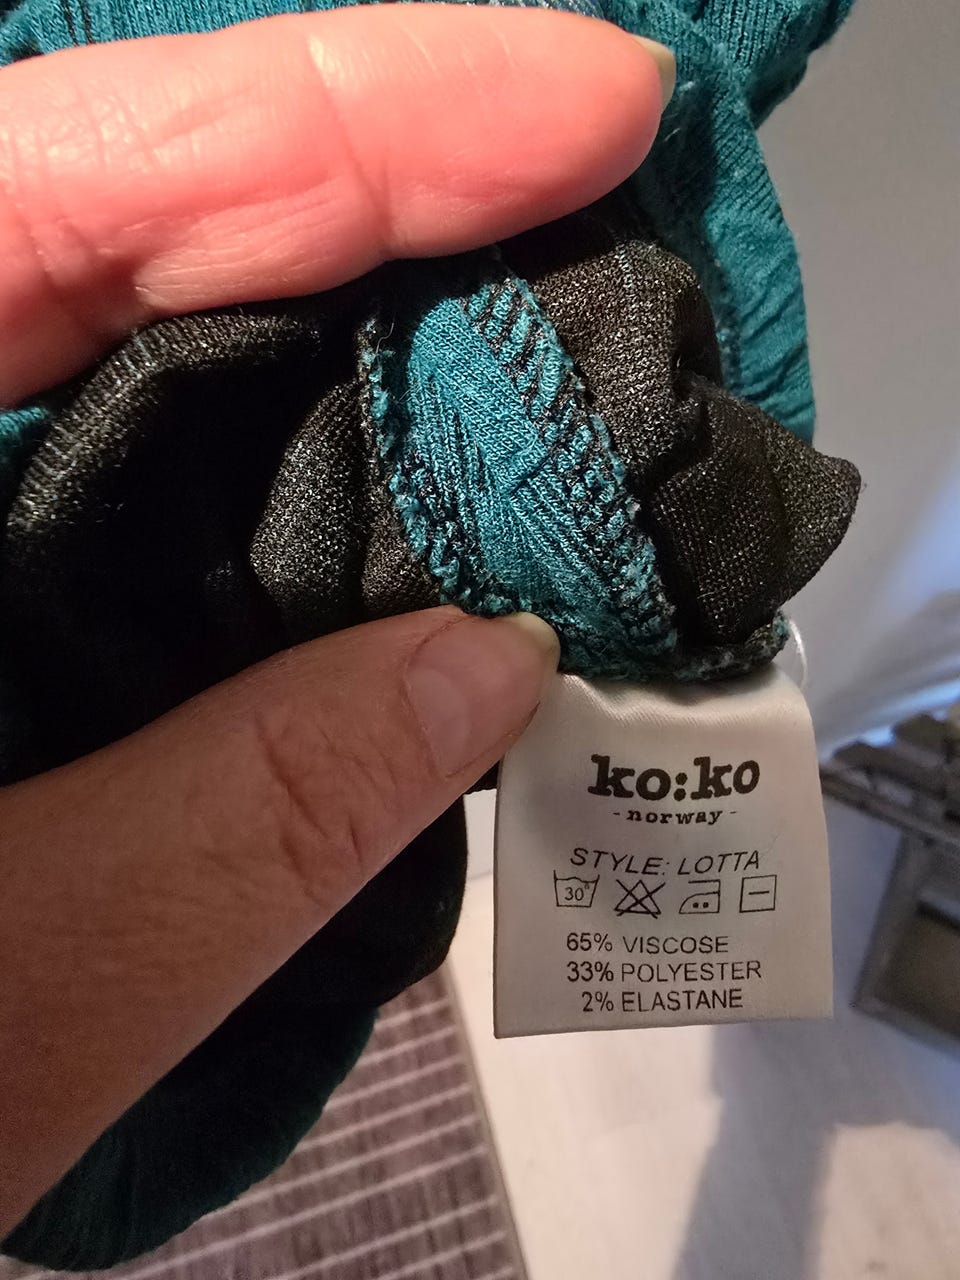 ko:ko
- norway -
STYLE: LOTTA
30°
65% VISCOSE
33% POLYESTER
2% ELASTANE